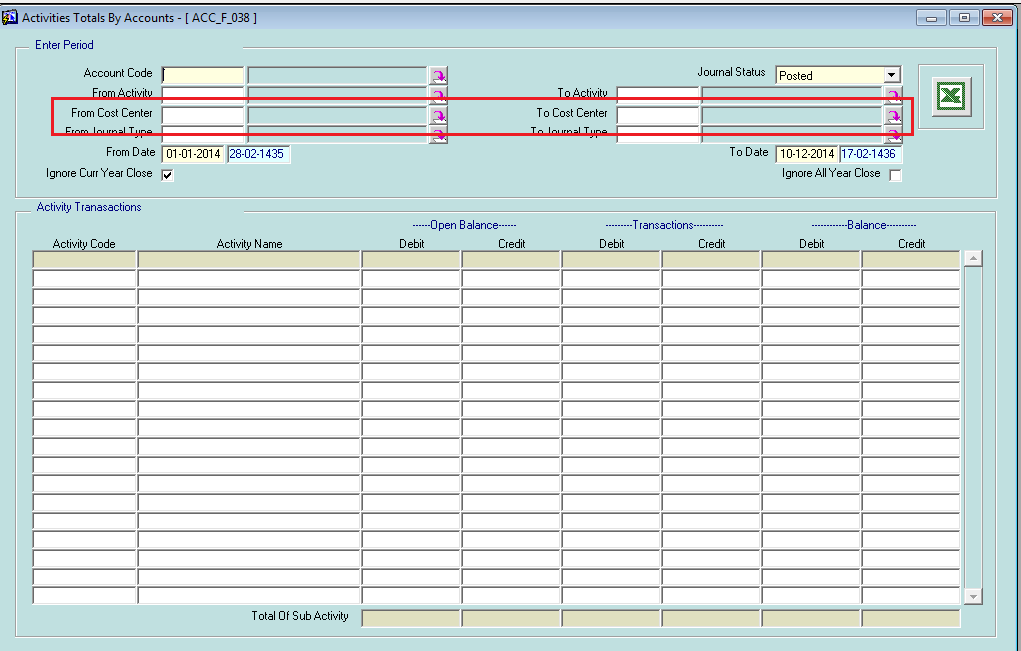 Activities Totals By Accounts - [ ACC_F_038 ]
Enter Period
Account Code Journal Status Posted
From Activity To Activity
From Cost Center To Cost Center
From Journal Type To Journal Type
From Date 01-01-2014 28-02-1435 To Date 10-12-2014 17-02-1436
Ignore Curr Year Close Ignore All Year Close
Activity Tranasactions
------Open Balance------ ---------Transactions---------- ------------Balance----------
Activity Code Activity Name Debit Credit Debit Credit Debit Credit
Total Of Sub Activity